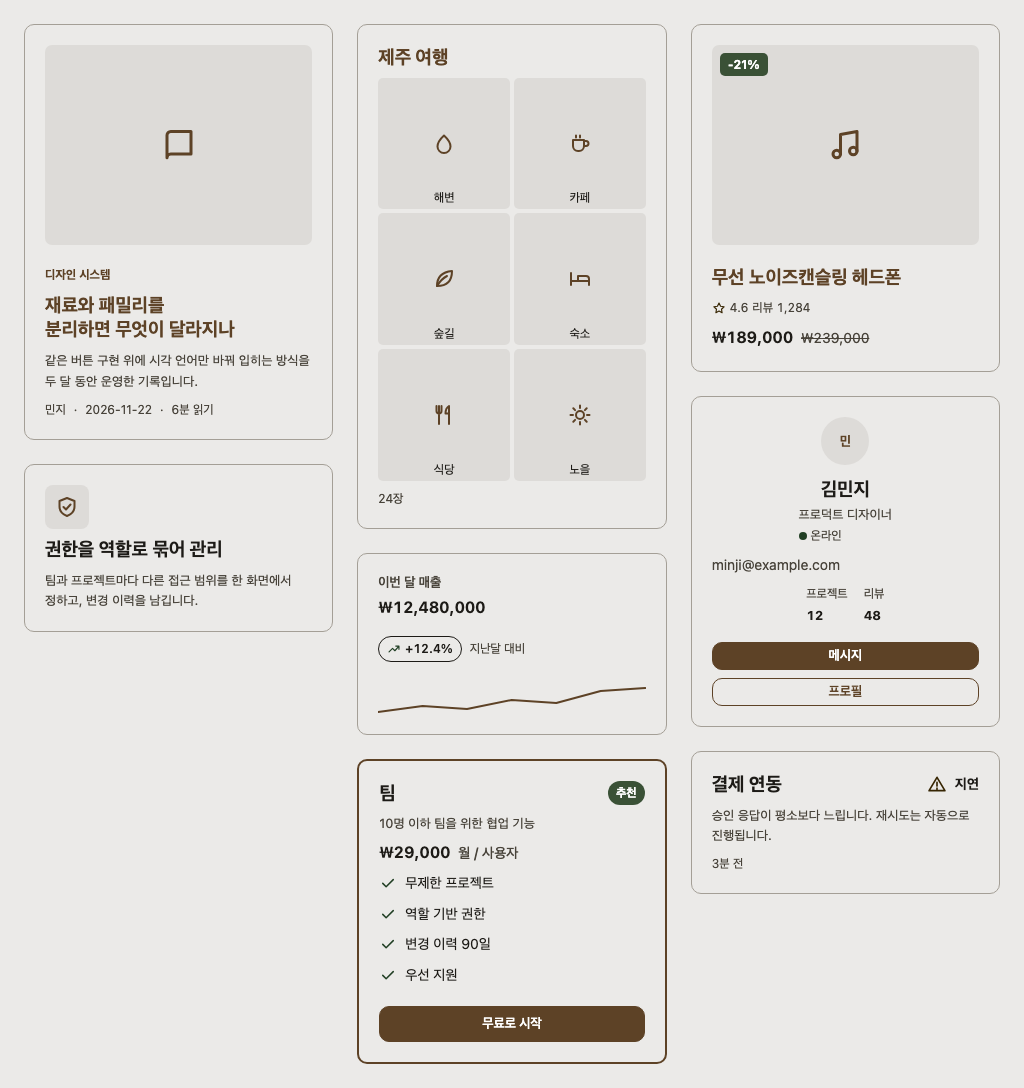 디자인 시스템
재료와 패밀리를
분리하면 무엇이 달라지나
같은 버튼 구현 위에 시각 언어만 바꿔 입히는 방식을
두 달 동안 운영한 기록입니다.
민지 · 2026-11-22 · 6분 읽기
권한을 역할로 묶어 관리
팀과 프로젝트마다 다른 접근 범위를 한 화면에서
정하고, 변경 이력을 남깁니다.
제주 여행
해변
카페
숲길
숙소
식당
노을
24장
이번 달 매출
₩12,480,000
+12.4% 지난달 대비
팀
추천
10명 이하 팀을 위한 협업 기능
₩29,000 월 / 사용자
무제한 프로젝트
역할 기반 권한
변경 이력 90일
우선 지원
무료로 시작
-21%
무선 노이즈캔슬링 헤드폰
4.6 리뷰 1,284
₩189,000 ₩239,000
민
김민지
프로덕트 디자이너
온라인
minji@example.com
프로젝트 리뷰
12 48
메시지
프로필
결제 연동
지연
승인 응답이 평소보다 느립니다. 재시도는 자동으로
진행됩니다.
3분 전